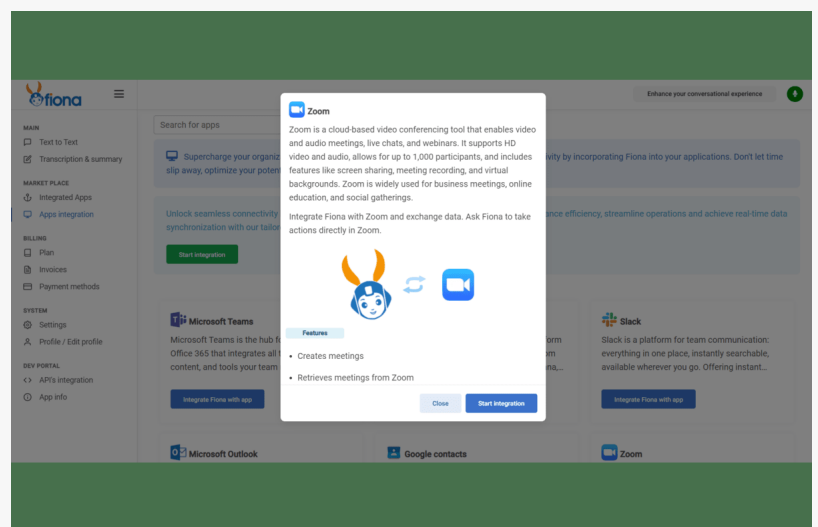 fiona
Enhance your conversational experience
MAIN
Text to Text
Transcription & summary
MARKET PLACE
Integrated Apps
Apps integration
BILLING
Plan
Invoices
Payment methods
SYSTEM
Settings
Profile / Edit profile
DEV PORTAL
API's integration
App info
Search for apps
Supercharge your organiz
ivity by incorporating Fiona into your applications. Don't let time
slip away, optimize your poten
Unlock seamless connectivity
ance efficiency, streamline operations and achieve real-time data
synchronization with our tailor
Start integration
Zoom
Zoom is a cloud-based video conferencing tool that enables video
and audio meetings, live chats, and webinars. It supports HD
video and audio, allows for up to 1,000 participants, and includes
features like screen sharing, meeting recording, and virtual
backgrounds. Zoom is widely used for business meetings, online
education, and social gatherings.
Integrate Fiona with Zoom and exchange data. Ask Fiona to take
actions directly in Zoom.
Features
• Creates meetings
• Retrieves meetings from Zoom
Close
Start integration
Microsoft Teams
Microsoft Teams is the hub f
Office 365 that integrates all t
content, and tools your team
Integrate Fiona with app
form
om
na,...
Slack
Slack is a platform for team communication:
everything in one place, instantly searchable,
available wherever you go. Offering instant...
Integrate Fiona with app
Microsoft Outlook
Google contacts
Zoom